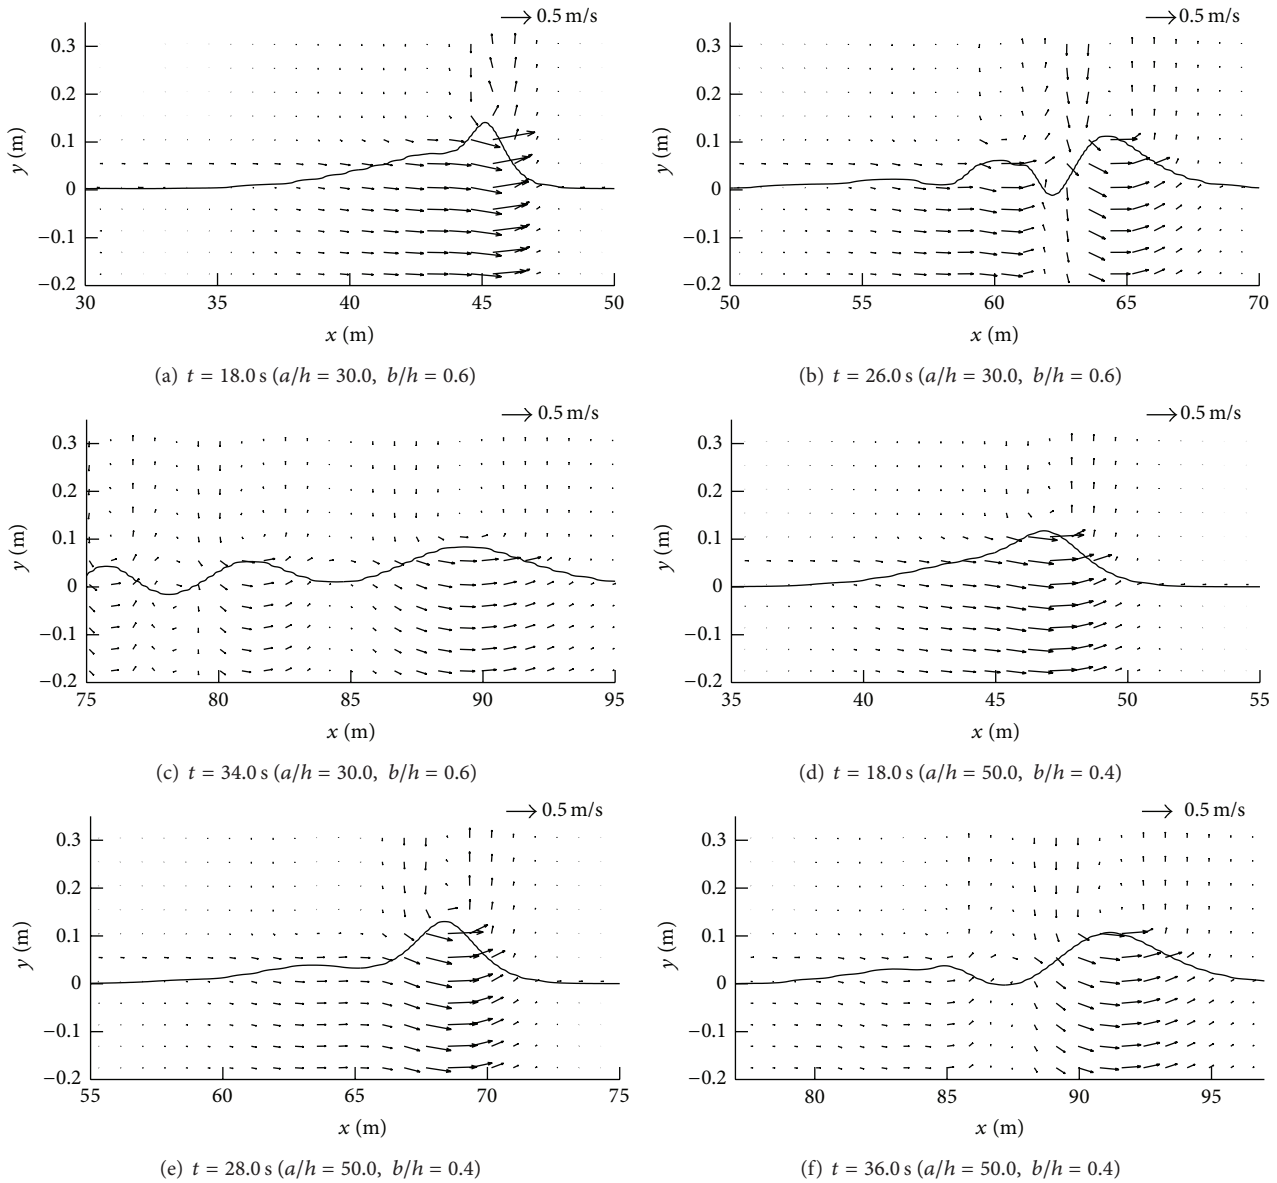 0.5 m/s
0.3
0.2
0.1
0
−0.1
−0.2
y (m)
30 35 40 45 50
x (m)
(a) t = 18.0 s (a/h = 30.0, b/h = 0.6)
0.5 m/s
0.3
0.2
0.1
0
−0.1
−0.2
y (m)
50 55 60 65 70
x (m)
(b) t = 26.0 s (a/h = 30.0, b/h = 0.6)
0.5 m/s
0.3
0.2
0.1
0
−0.1
−0.2
y (m)
75 80 85 90 95
x (m)
(c) t = 34.0 s (a/h = 30.0, b/h = 0.6)
0.5 m/s
0.3
0.2
0.1
0
−0.1
−0.2
y (m)
35 40 45 50 55
x (m)
(d) t = 18.0 s (a/h = 50.0, b/h = 0.4)
0.5 m/s
0.3
0.2
0.1
0
−0.1
−0.2
y (m)
55 60 65 70 75
x (m)
(e) t = 28.0 s (a/h = 50.0, b/h = 0.4)
0.5 m/s
0.3
0.2
0.1
0
−0.1
−0.2
y (m)
80 85 90 95
x (m)
(f) t = 36.0 s (a/h = 50.0, b/h = 0.4)